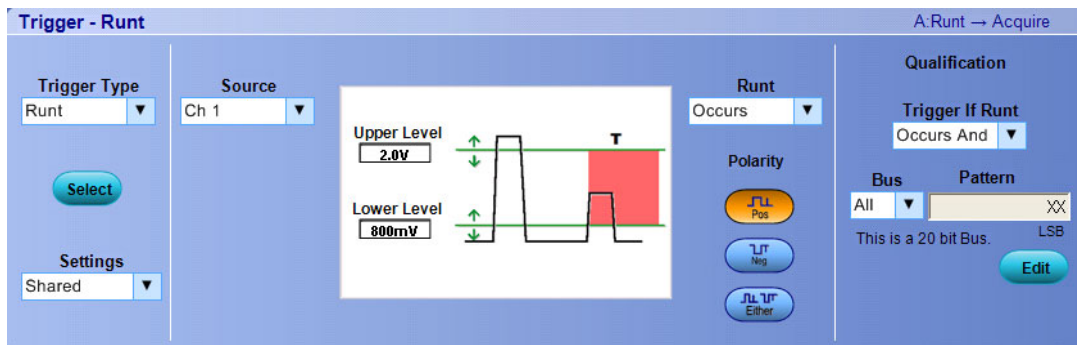 Trigger - Runt
A:Runt → Acquire
Trigger Type
Runt
Select
Settings
Shared
Source
Ch 1
Upper Level
2.0V
Lower Level
800mV
T
Runt
Occurs
Polarity
Pos
Neg
Either
Qualification
Trigger If Runt
Occurs And
Bus
Pattern
All
XX
This is a 20 bit Bus.
LSB
Edit